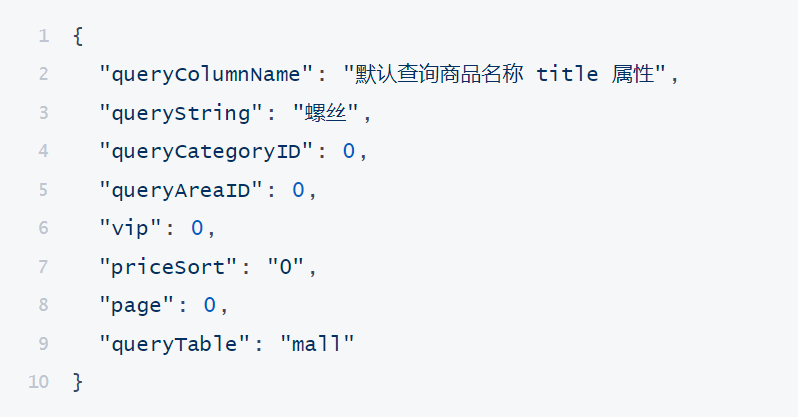 1 {
2 "queryColumnName": "默认查询商品名称 title 属性",
3 "queryString": "螺丝",
4 "queryCategoryID": 0,
5 "queryAreaID": 0,
6 "vip": 0,
7 "priceSort": "0",
8 "page": 0,
9 "queryTable": "mall"
10 }